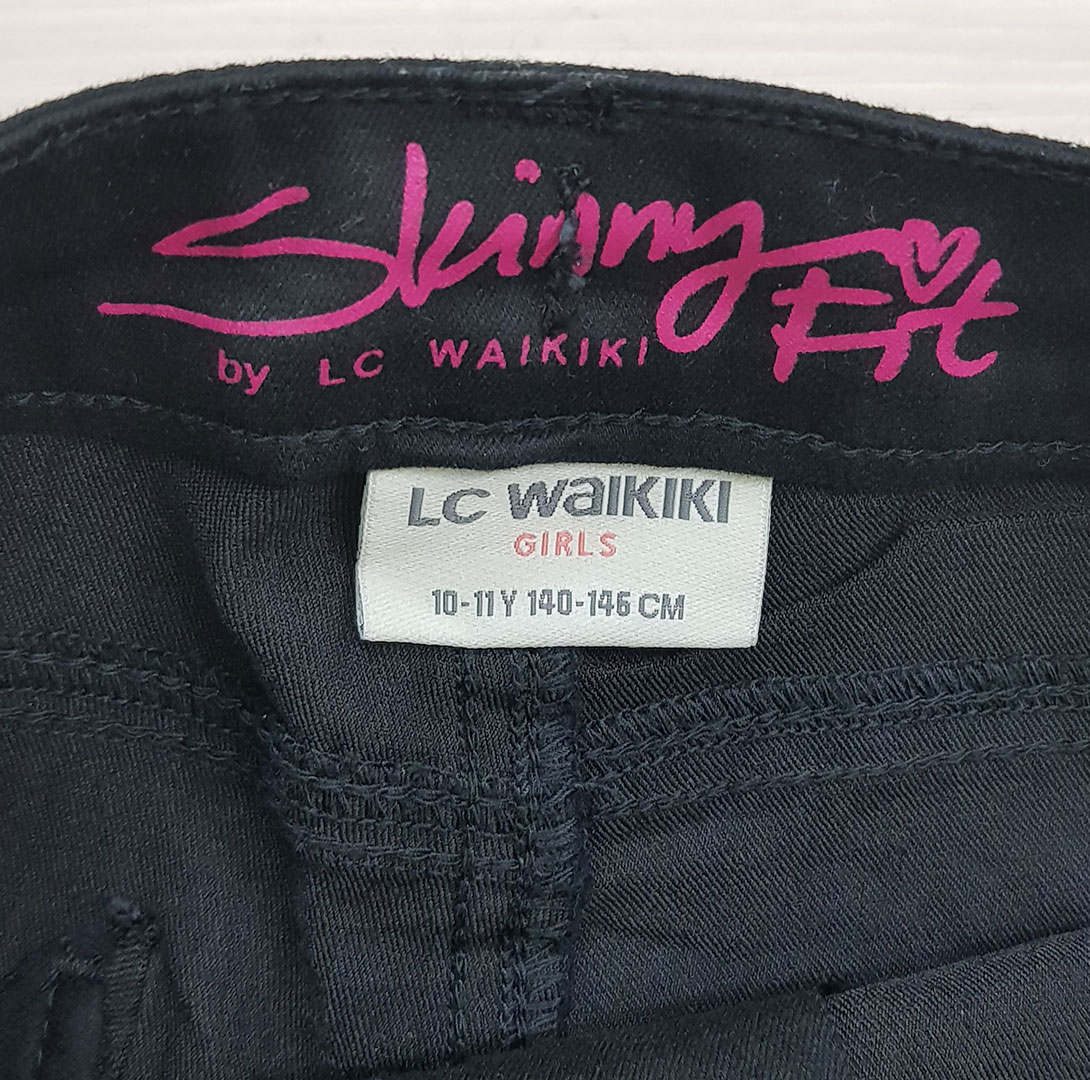 Skinny Fit
by LC WAIKIKI
LC WAIKIKI
GIRLS
10-11 Y 140-146 CM